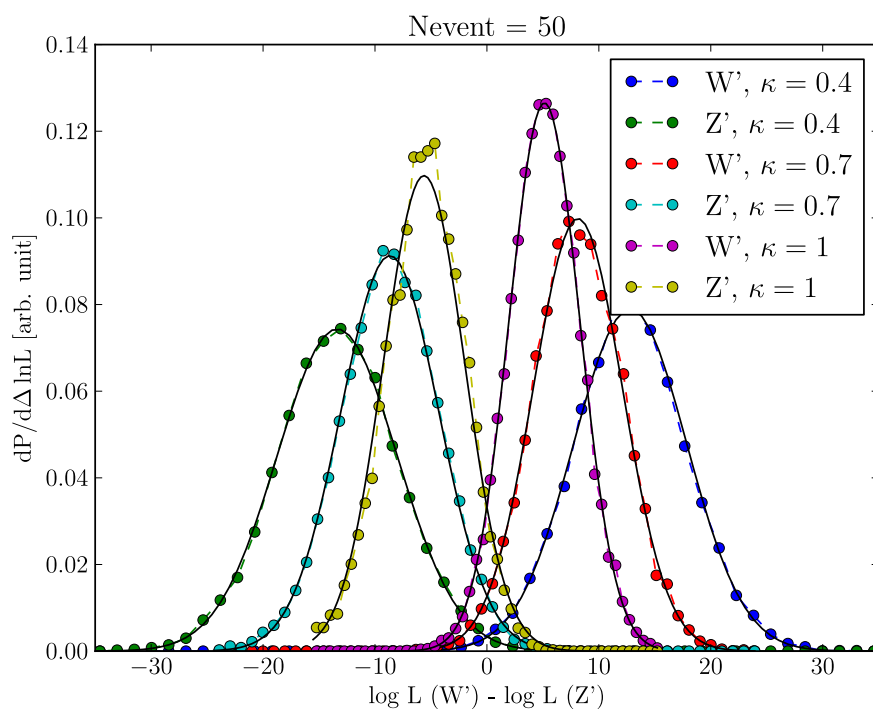 Nevent = 50
dP/dΔ lnL [arb. unit]
0.14
0.12
0.10
0.08
0.06
0.04
0.02
0.00
W', κ = 0.4
Z', κ = 0.4
W', κ = 0.7
Z', κ = 0.7
W', κ = 1
Z', κ = 1
−30 −20 −10 0 10 20 30
log L (W') - log L (Z')